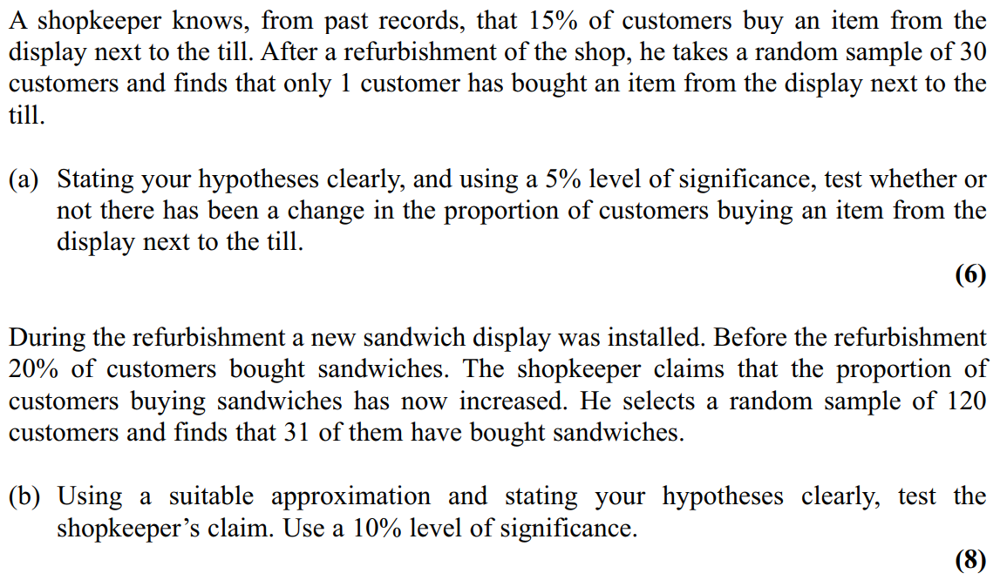 A shopkeeper knows, from past records, that 15% of customers buy an item from the
display next to the till. After a refurbishment of the shop, he takes a random sample of 30
customers and finds that only 1 customer has bought an item from the display next to the
till.
(a) Stating your hypotheses clearly, and using a 5% level of significance, test whether or
not there has been a change in the proportion of customers buying an item from the
display next to the till.
(6)
During the refurbishment a new sandwich display was installed. Before the refurbishment
20% of customers bought sandwiches. The shopkeeper claims that the proportion of
customers buying sandwiches has now increased. He selects a random sample of 120
customers and finds that 31 of them have bought sandwiches.
(b) Using a suitable approximation and stating your hypotheses clearly, test the
shopkeeper’s claim. Use a 10% level of significance.
(8)